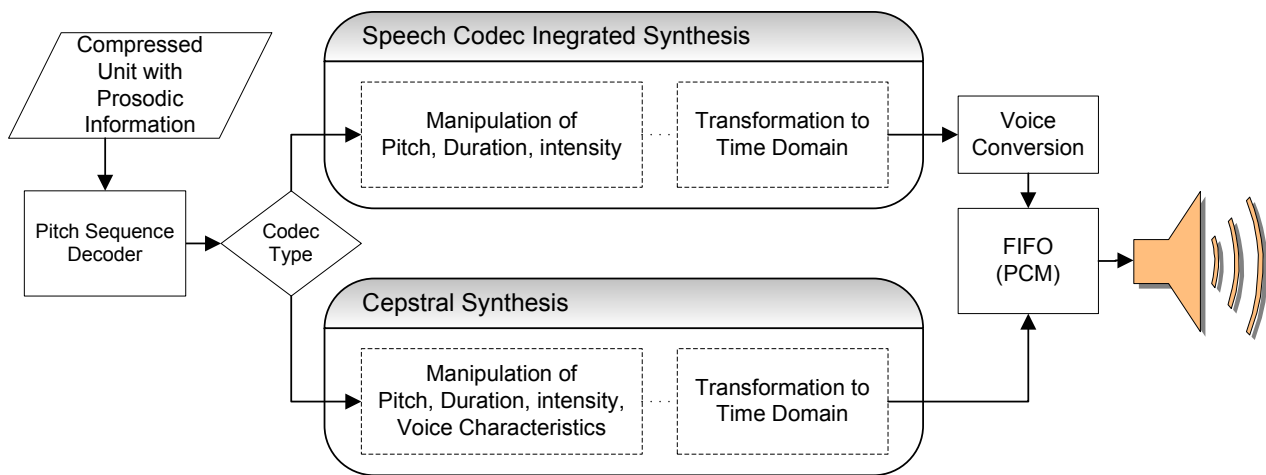 Compressed
Unit with
Prosodic
Information
Pitch Sequence
Decoder
Codec
Type
Speech Codec Inegrated Synthesis
Manipulation of
Pitch, Duration, intensity
Transformation to
Time Domain
Voice
Conversion
FIFO
(PCM)
Cepstral Synthesis
Manipulation of
Pitch, Duration, intensity,
Voice Characteristics
Transformation to
Time Domain